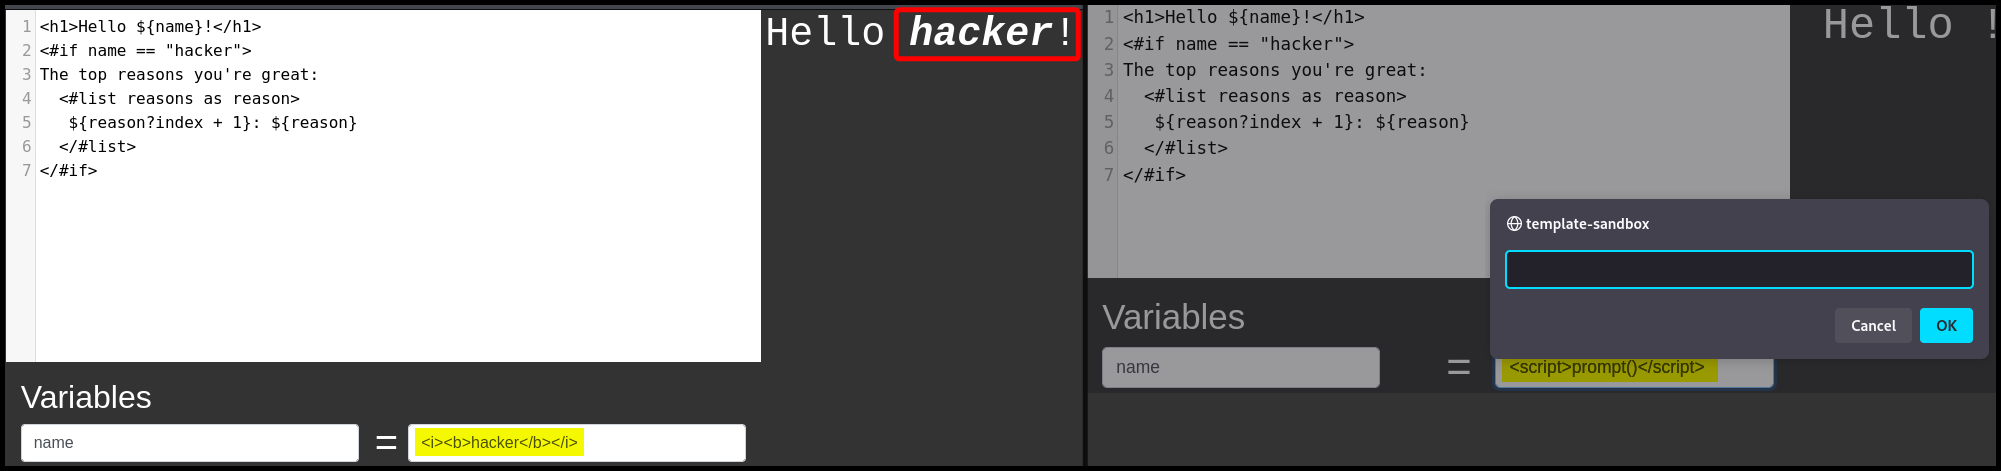 1 <h1>Hello ${name}!</h1>
2 <#if name == "hacker">
3 The top reasons you're great:
4   <#list reasons as reason>
5    ${reason?index + 1}: ${reason}
6   </#list>
7 </#if>
Hello hacker!
Variables
name = <i><b>hacker</b></i>
1 <h1>Hello ${name}!</h1>
2 <#if name == "hacker">
3 The top reasons you're great:
4   <#list reasons as reason>
5    ${reason?index + 1}: ${reason}
6   </#list>
7 </#if>
Hello !
template-sandbox
Cancel OK
Variables
name = <script>prompt()</script>